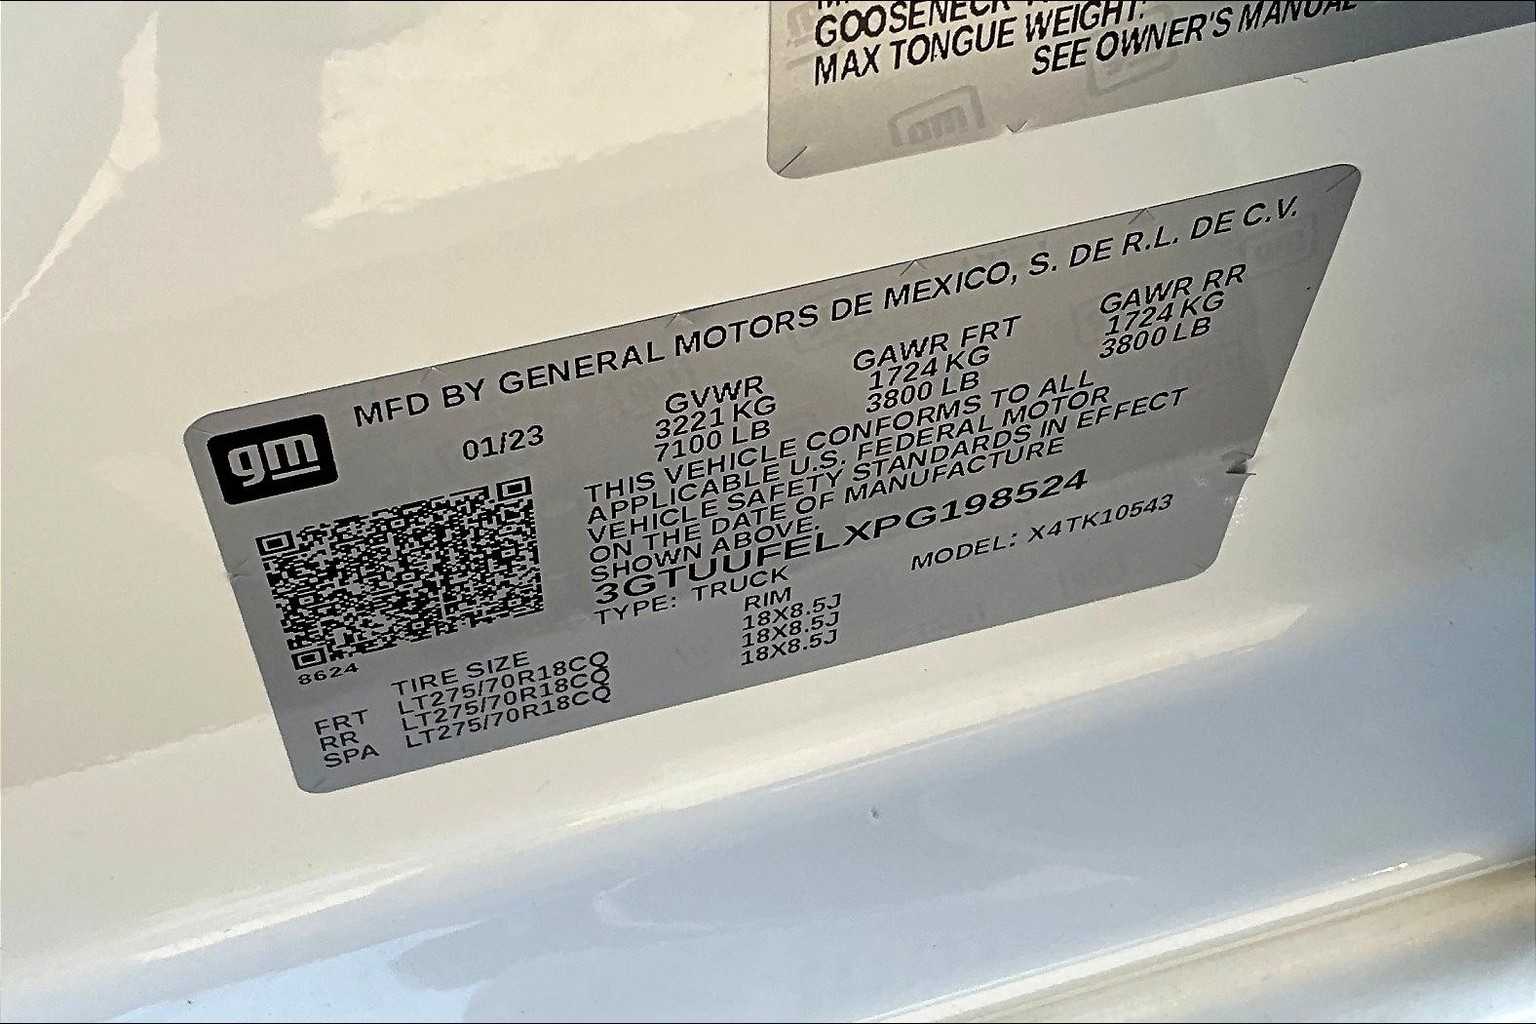 GOOSENECK
MAX TONGUE WEIGHT:
SEE OWNER'S MANUAL
MFD BY GENERAL MOTORS DE MEXICO, S. DE R.L. DE C.V.
gm
01/23
GVWR GAWR FRT GAWR RR
3221 KG 1724 KG 1724 KG
7100 LB 3800 LB 3800 LB
THIS VEHICLE CONFORMS TO ALL
APPLICABLE U.S. FEDERAL MOTOR
VEHICLE SAFETY STANDARDS IN EFFECT
ON THE DATE OF MANUFACTURE
SHOWN ABOVE.
3GTUUFELXPG198524
TYPE: TRUCK MODEL: X4TK10543
8624
TIRE SIZE RIM
FRT LT275/70R18CQ 18X8.5J
RR LT275/70R18CQ 18X8.5J
SPA LT275/70R18CQ 18X8.5J